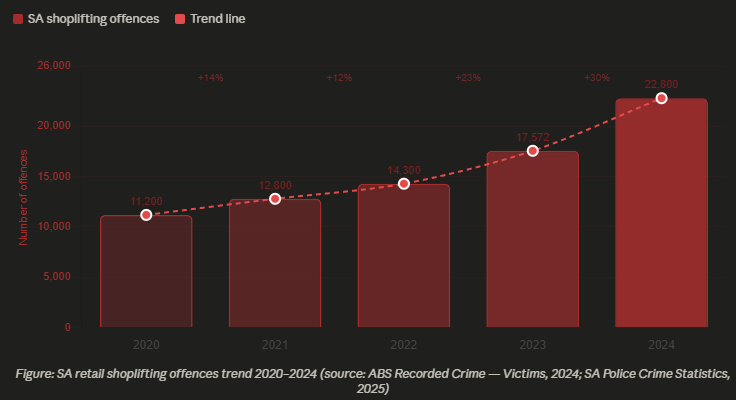 SA shoplifting offences Trend line
26,000
+14% +12% +23% +30%
22,800
20,000
17,572
15,000
14,300
12,800
11,200
10,000
5,000
0
Number of offences
2020 2021 2022 2023 2024
Figure: SA retail shoplifting offences trend 2020–2024 (source: ABS Recorded Crime — Victims, 2024; SA Police Crime Statistics,
2025)